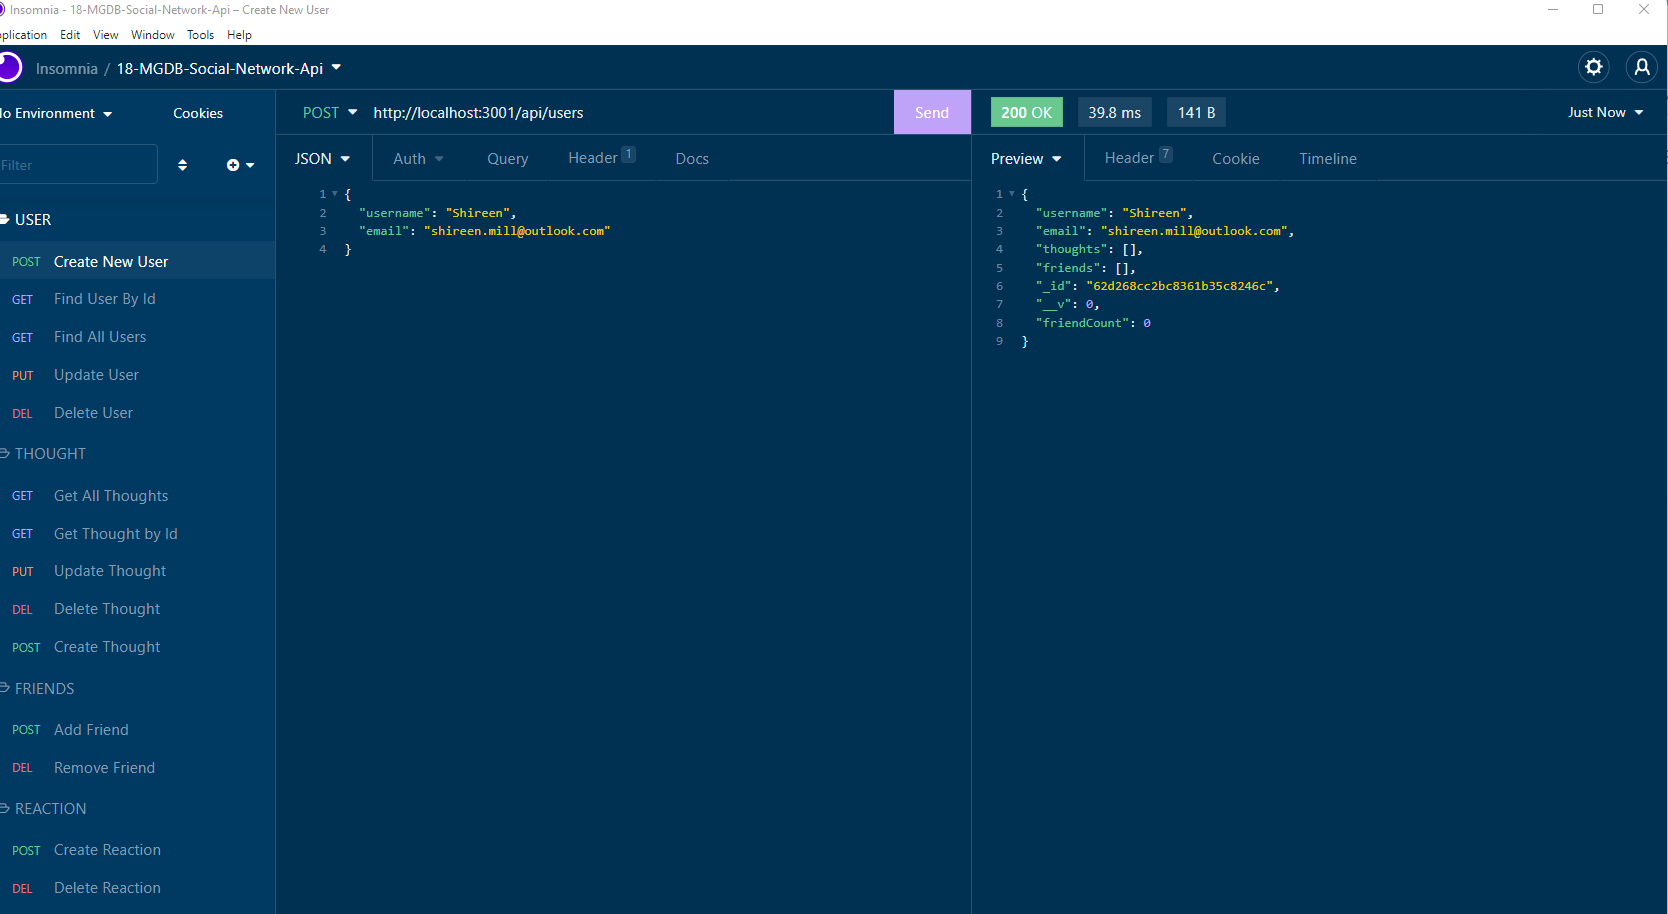 Insomnia - 18-MGDB-Social-Network-Api – Create New User
pplication Edit View Window Tools Help
Insomnia / 18-MGDB-Social-Network-Api
lo Environment Cookies
Filter
USER
POST Create New User
GET Find User By Id
GET Find All Users
PUT Update User
DEL Delete User
THOUGHT
GET Get All Thoughts
GET Get Thought by Id
PUT Update Thought
DEL Delete Thought
POST Create Thought
FRIENDS
POST Add Friend
DEL Remove Friend
REACTION
POST Create Reaction
DEL Delete Reaction
POST http://localhost:3001/api/users Send
JSON Auth Query Header 1 Docs
1 {
2 "username": "Shireen",
3 "email": "shireen.mill@outlook.com"
4 }
200 OK 39.8 ms 141 B Just Now
Preview Header 7 Cookie Timeline
1 {
2 "username": "Shireen",
3 "email": "shireen.mill@outlook.com",
4 "thoughts": [],
5 "friends": [],
6 "_id": "62d268cc2bc8361b35c8246c",
7 "__v": 0,
8 "friendCount": 0
9 }